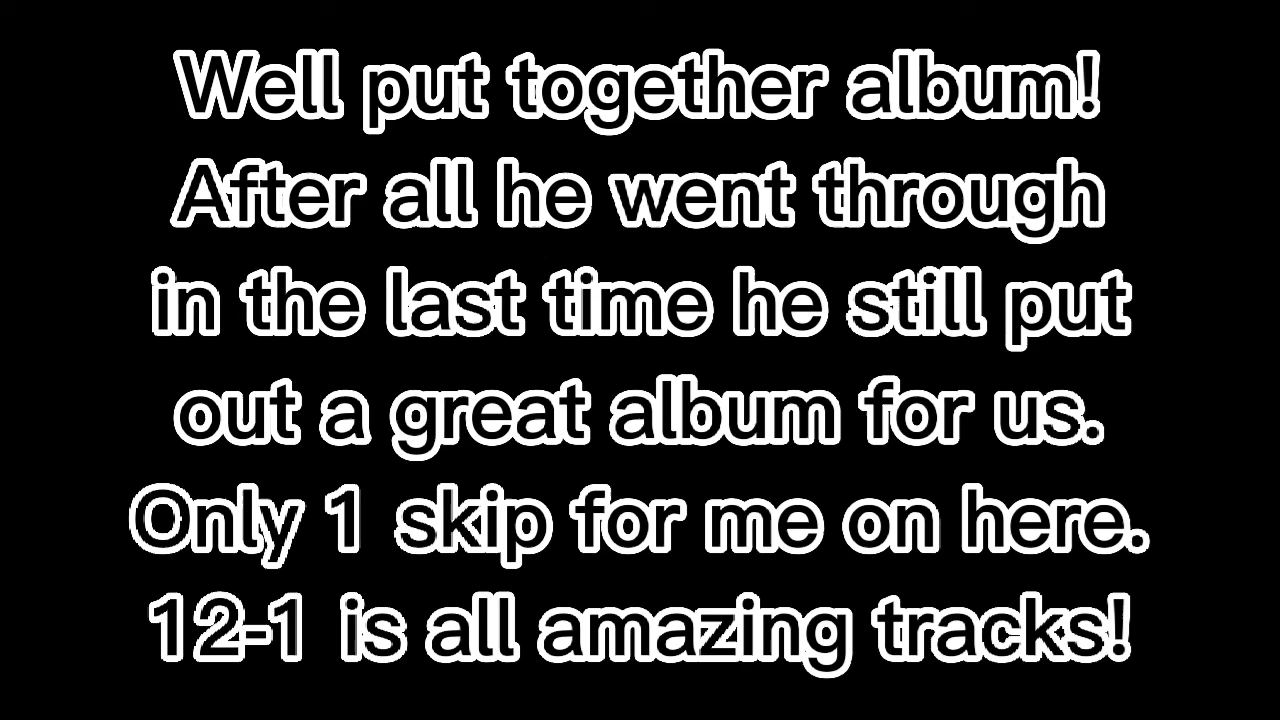 Well put together album!
After all he went through
in the last time he still put
out a great album for us.
Only 1 skip for me on here.
12-1 is all amazing tracks!